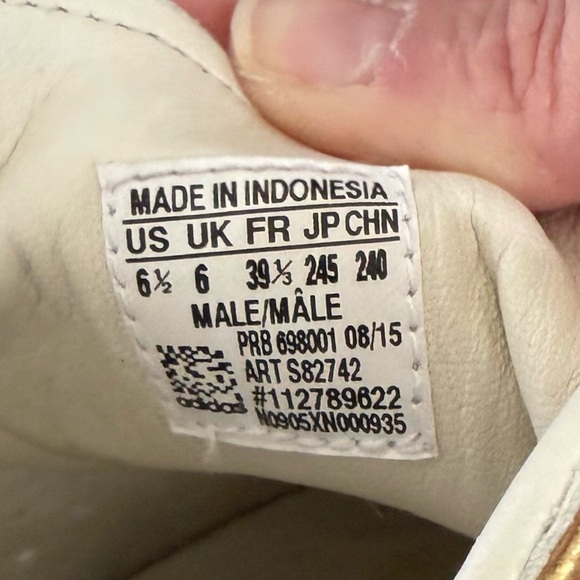 MADE IN INDONESIA
US UK FR JP CHN
6½ 6 39⅓ 245 240
MALE/MÂLE
PRB 698001 08/15
ART S82742
#112789622
adidas N0905XN000935